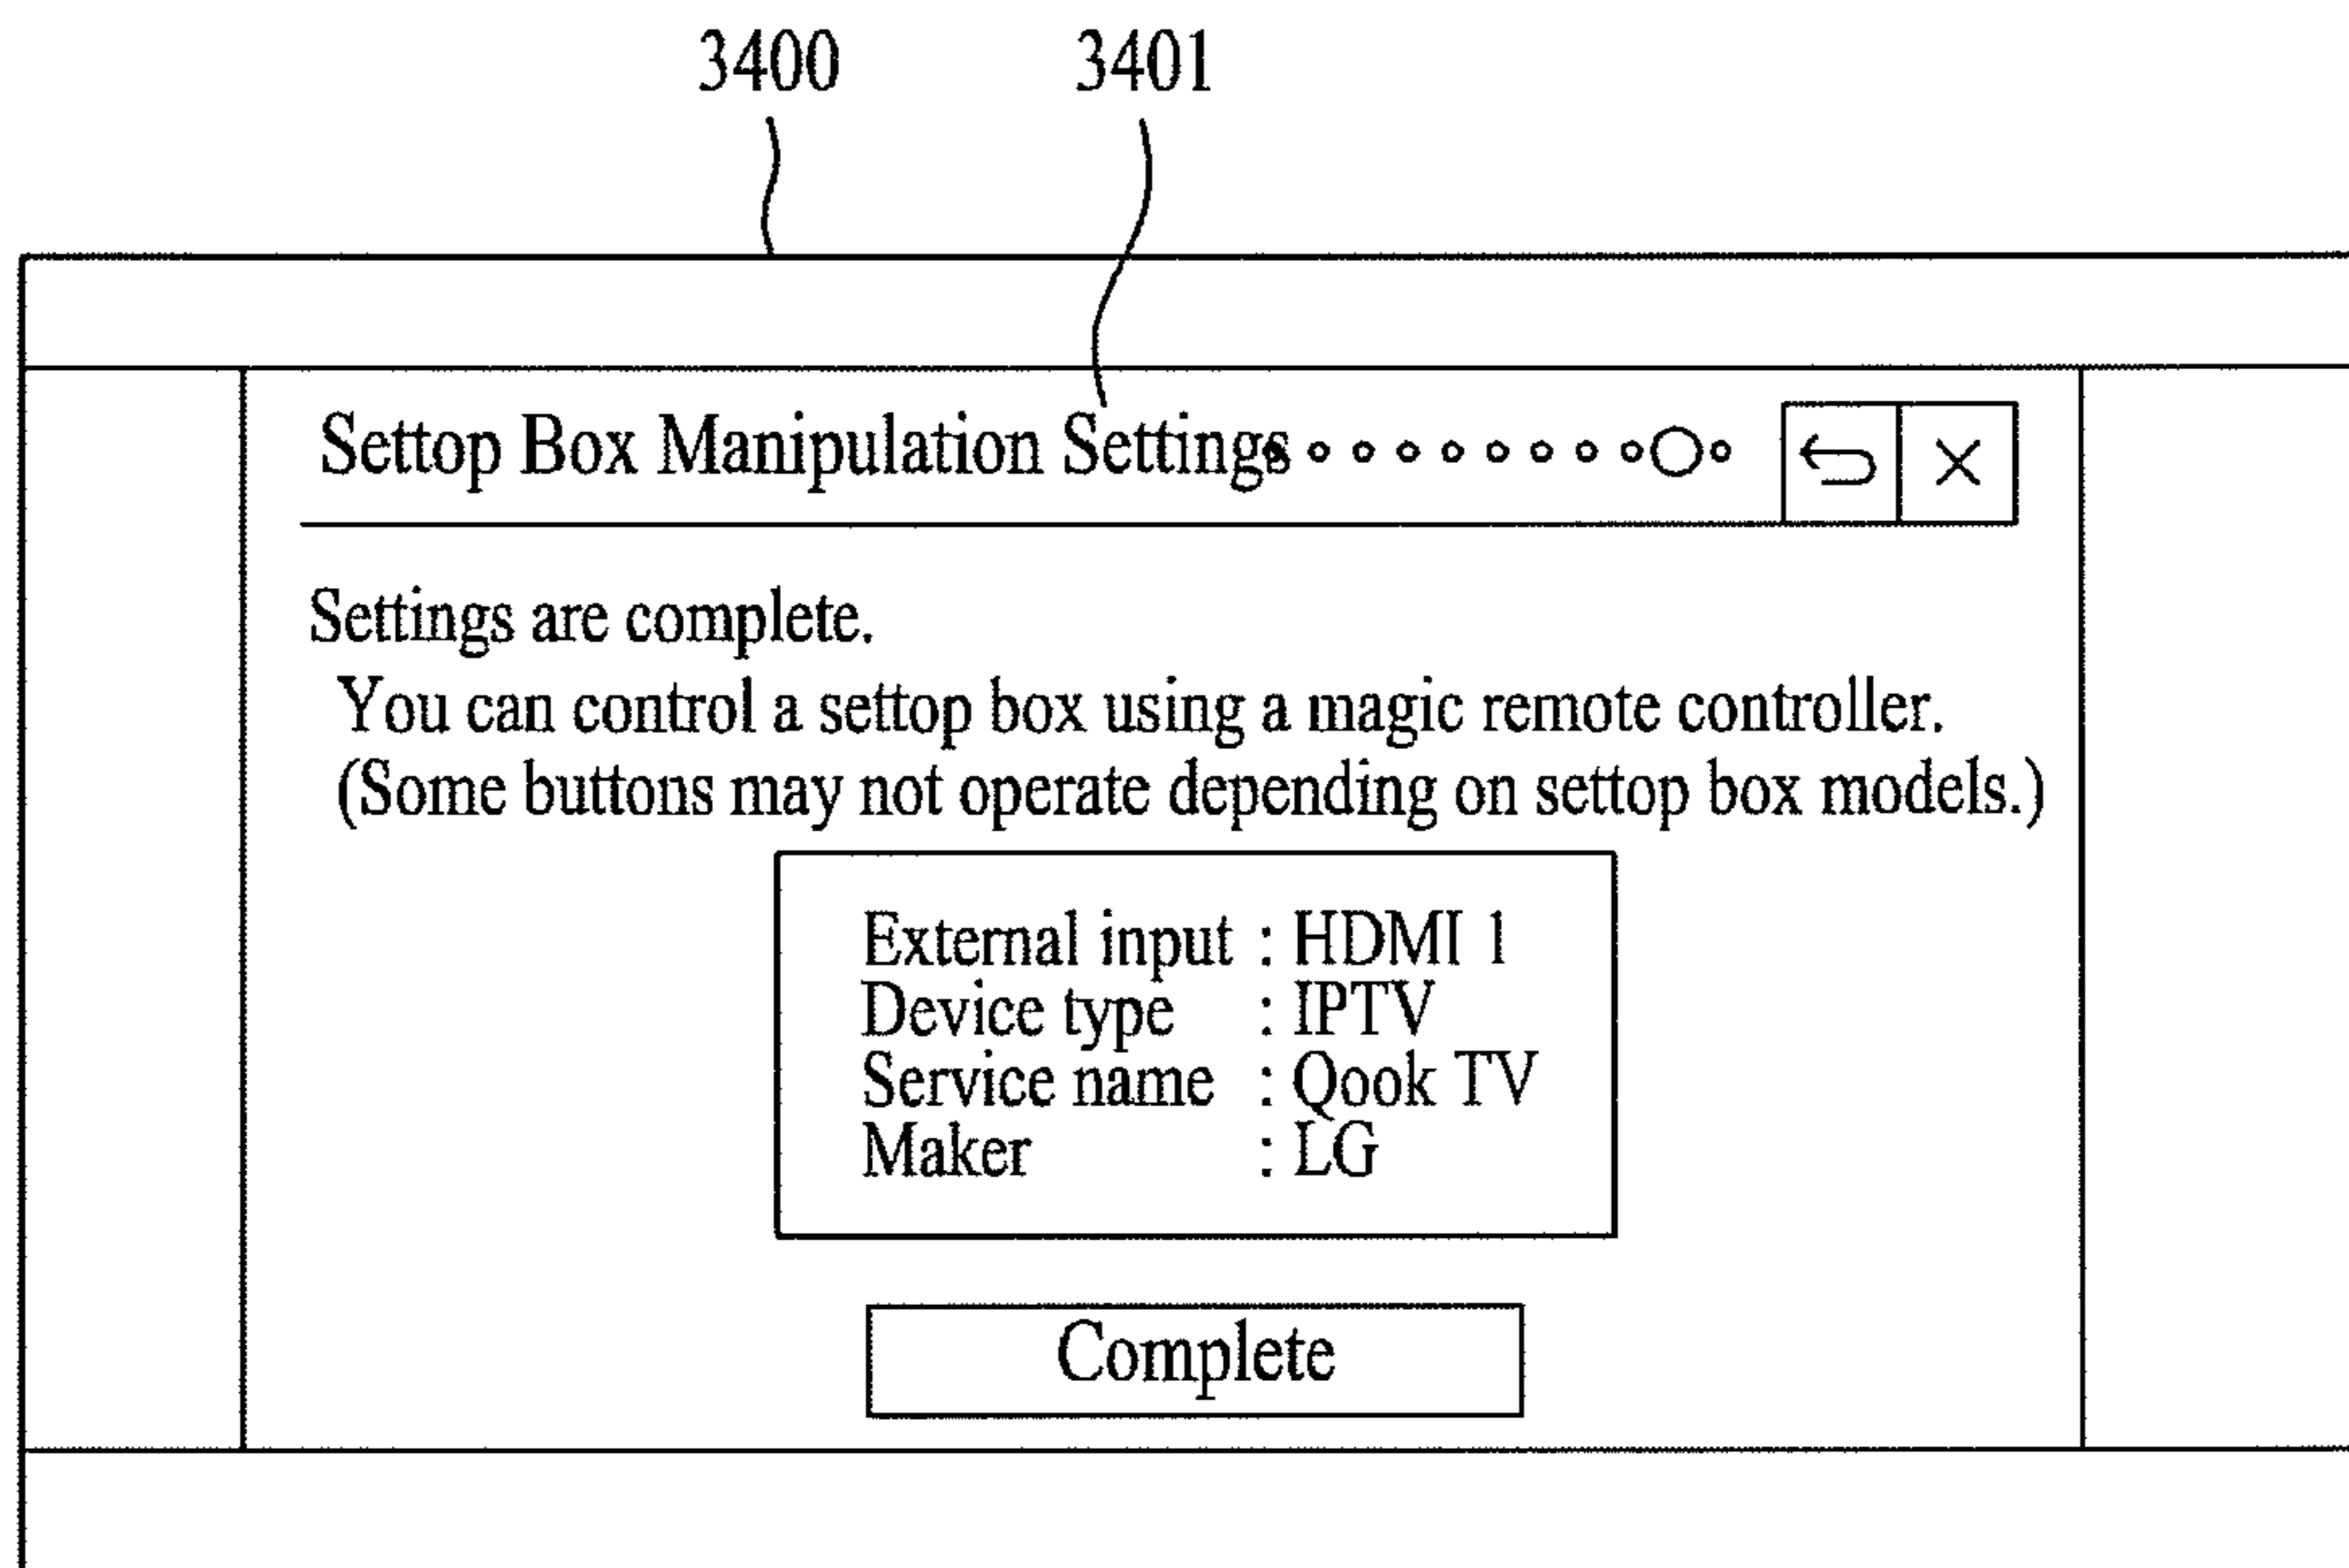 3400 3401
Settop Box Manipulation Settings
Settings are complete.
You can control a settop box using a magic remote controller.
(Some buttons may not operate depending on settop box models.)
External input : HDMI 1
Device type : IPTV
Service name : Qook TV
Maker : LG
Complete